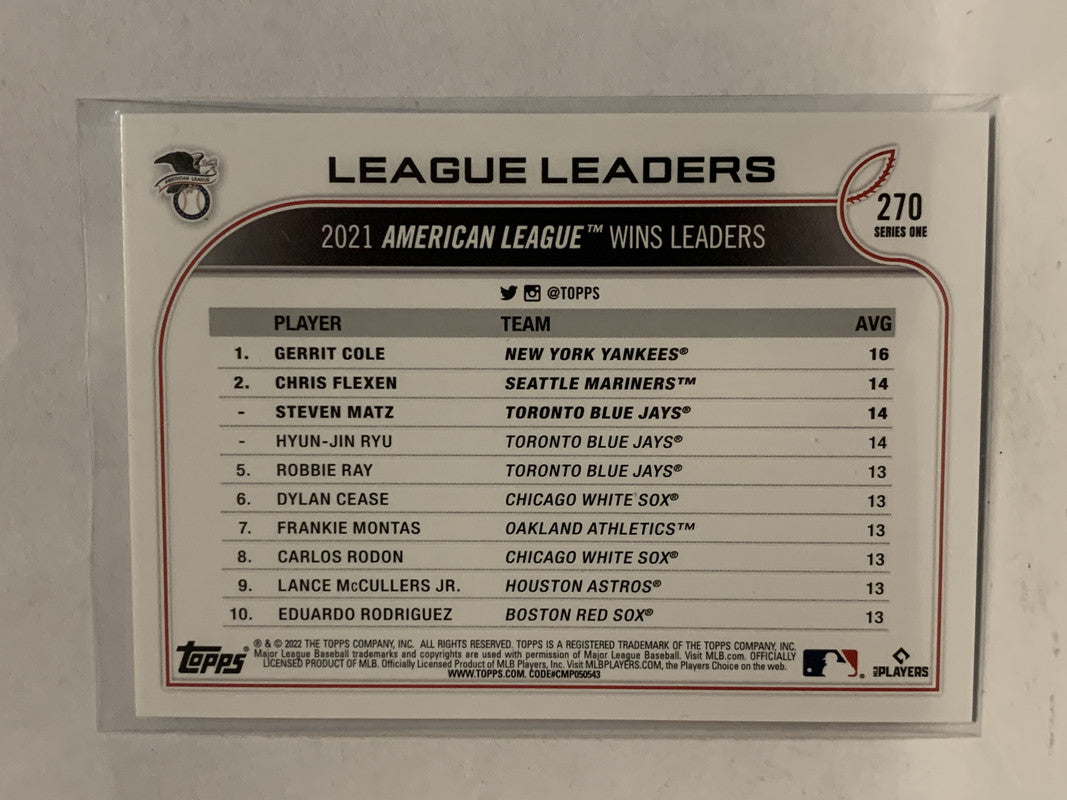 AMERICAN LEAGUE
LEAGUE LEADERS
270
SERIES ONE
2021 AMERICAN LEAGUE™ WINS LEADERS
@TOPPS
PLAYER TEAM AVG
1. GERRIT COLE NEW YORK YANKEES® 16
2. CHRIS FLEXEN SEATTLE MARINERS™ 14
- STEVEN MATZ TORONTO BLUE JAYS® 14
- HYUN-JIN RYU TORONTO BLUE JAYS® 14
5. ROBBIE RAY TORONTO BLUE JAYS® 13
6. DYLAN CEASE CHICAGO WHITE SOX® 13
7. FRANKIE MONTAS OAKLAND ATHLETICS™ 13
8. CARLOS RODON CHICAGO WHITE SOX® 13
9. LANCE McCULLERS JR. HOUSTON ASTROS® 13
10. EDUARDO RODRIGUEZ BOSTON RED SOX® 13
Topps®
® & © 2022 THE TOPPS COMPANY, INC. ALL RIGHTS RESERVED. TOPPS IS A REGISTERED TRADEMARK OF THE TOPPS COMPANY, INC.
Major League Baseball trademarks and copyrights are used with permission of Major League Baseball. Visit MLB.com. OFFICIALLY
LICENSED PRODUCT OF MLB. Officially Licensed Product of MLB Players, Inc. Visit MLBPLAYERS.COM, the Players Choice on the web.
WWW.TOPPS.COM. CODE#CMP050543
MLB PLAYERS